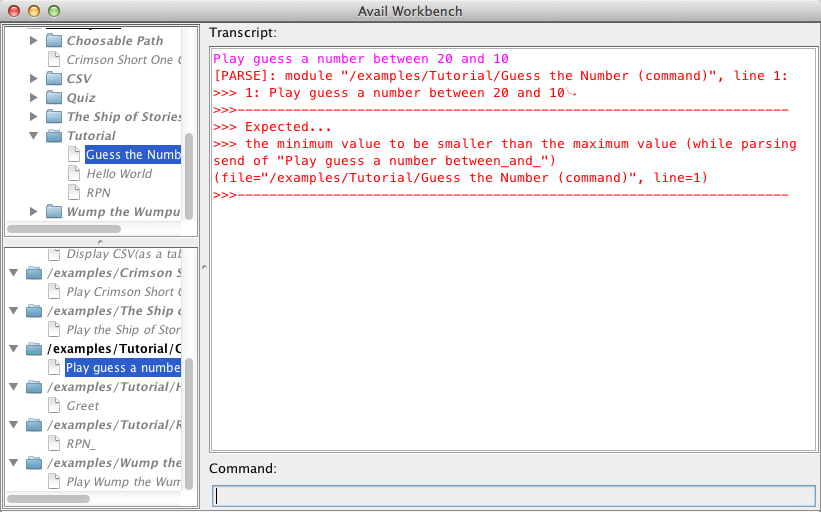 Avail Workbench
Choosable Path
Crimson Short One
CSV
Quiz
The Ship of Stories
Tutorial
Guess the Numb
Hello World
RPN
Wump the Wumpu
Display CSV(as a tab
/examples/Crimson S
Play Crimson Short
/examples/The Ship
Play the Ship of Stor
/examples/Tutorial/
Play guess a numbe
/examples/Tutorial/
Greet
/examples/Tutorial/
RPN_
/examples/Wump the
Play Wump the Wum
Transcript:
Play guess a number between 20 and 10
[PARSE]: module "/examples/Tutorial/Guess the Number (command)", line 1:
>>> 1: Play guess a number between 20 and 10⤷
>>>---------------------------------------------------------------------
>>> Expected...
>>> the minimum value to be smaller than the maximum value (while parsing
send of "Play guess a number between_and_")
(file="/examples/Tutorial/Guess the Number (command)", line=1)
>>>---------------------------------------------------------------------
Command: